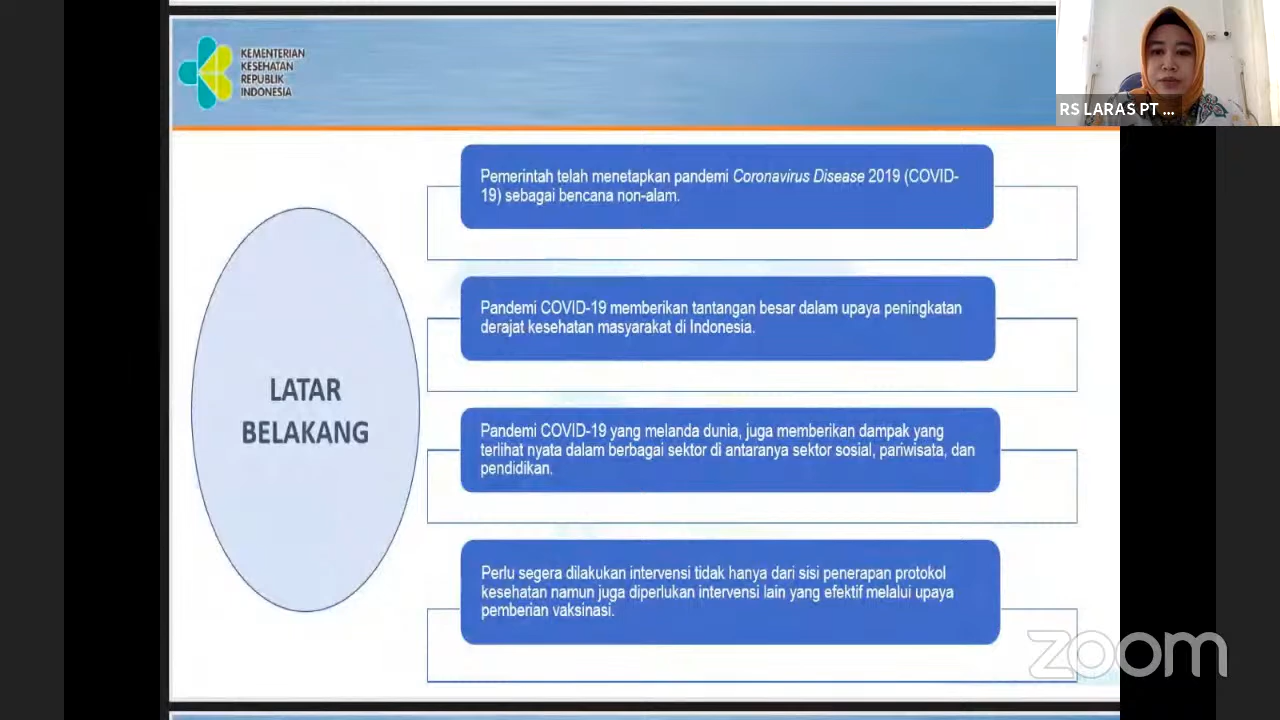 KEMENTERIAN
KESEHATAN
REPUBLIK
INDONESIA
RS LARAS PT ...
LATAR
BELAKANG
Pemerintah telah menetapkan pandemi Coronavirus Disease 2019 (COVID-
19) sebagai bencana non-alam.
Pandemi COVID-19 memberikan tantangan besar dalam upaya peningkatan
derajat kesehatan masyarakat di Indonesia.
Pandemi COVID-19 yang melanda dunia, juga memberikan dampak yang
terlihat nyata dalam berbagai sektor di antaranya sektor sosial, pariwisata, dan
pendidikan.
Perlu segera dilakukan intervensi tidak hanya dari sisi penerapan protokol
kesehatan namun juga diperlukan intervensi lain yang efektif melalui upaya
pemberian vaksinasi.
zoom